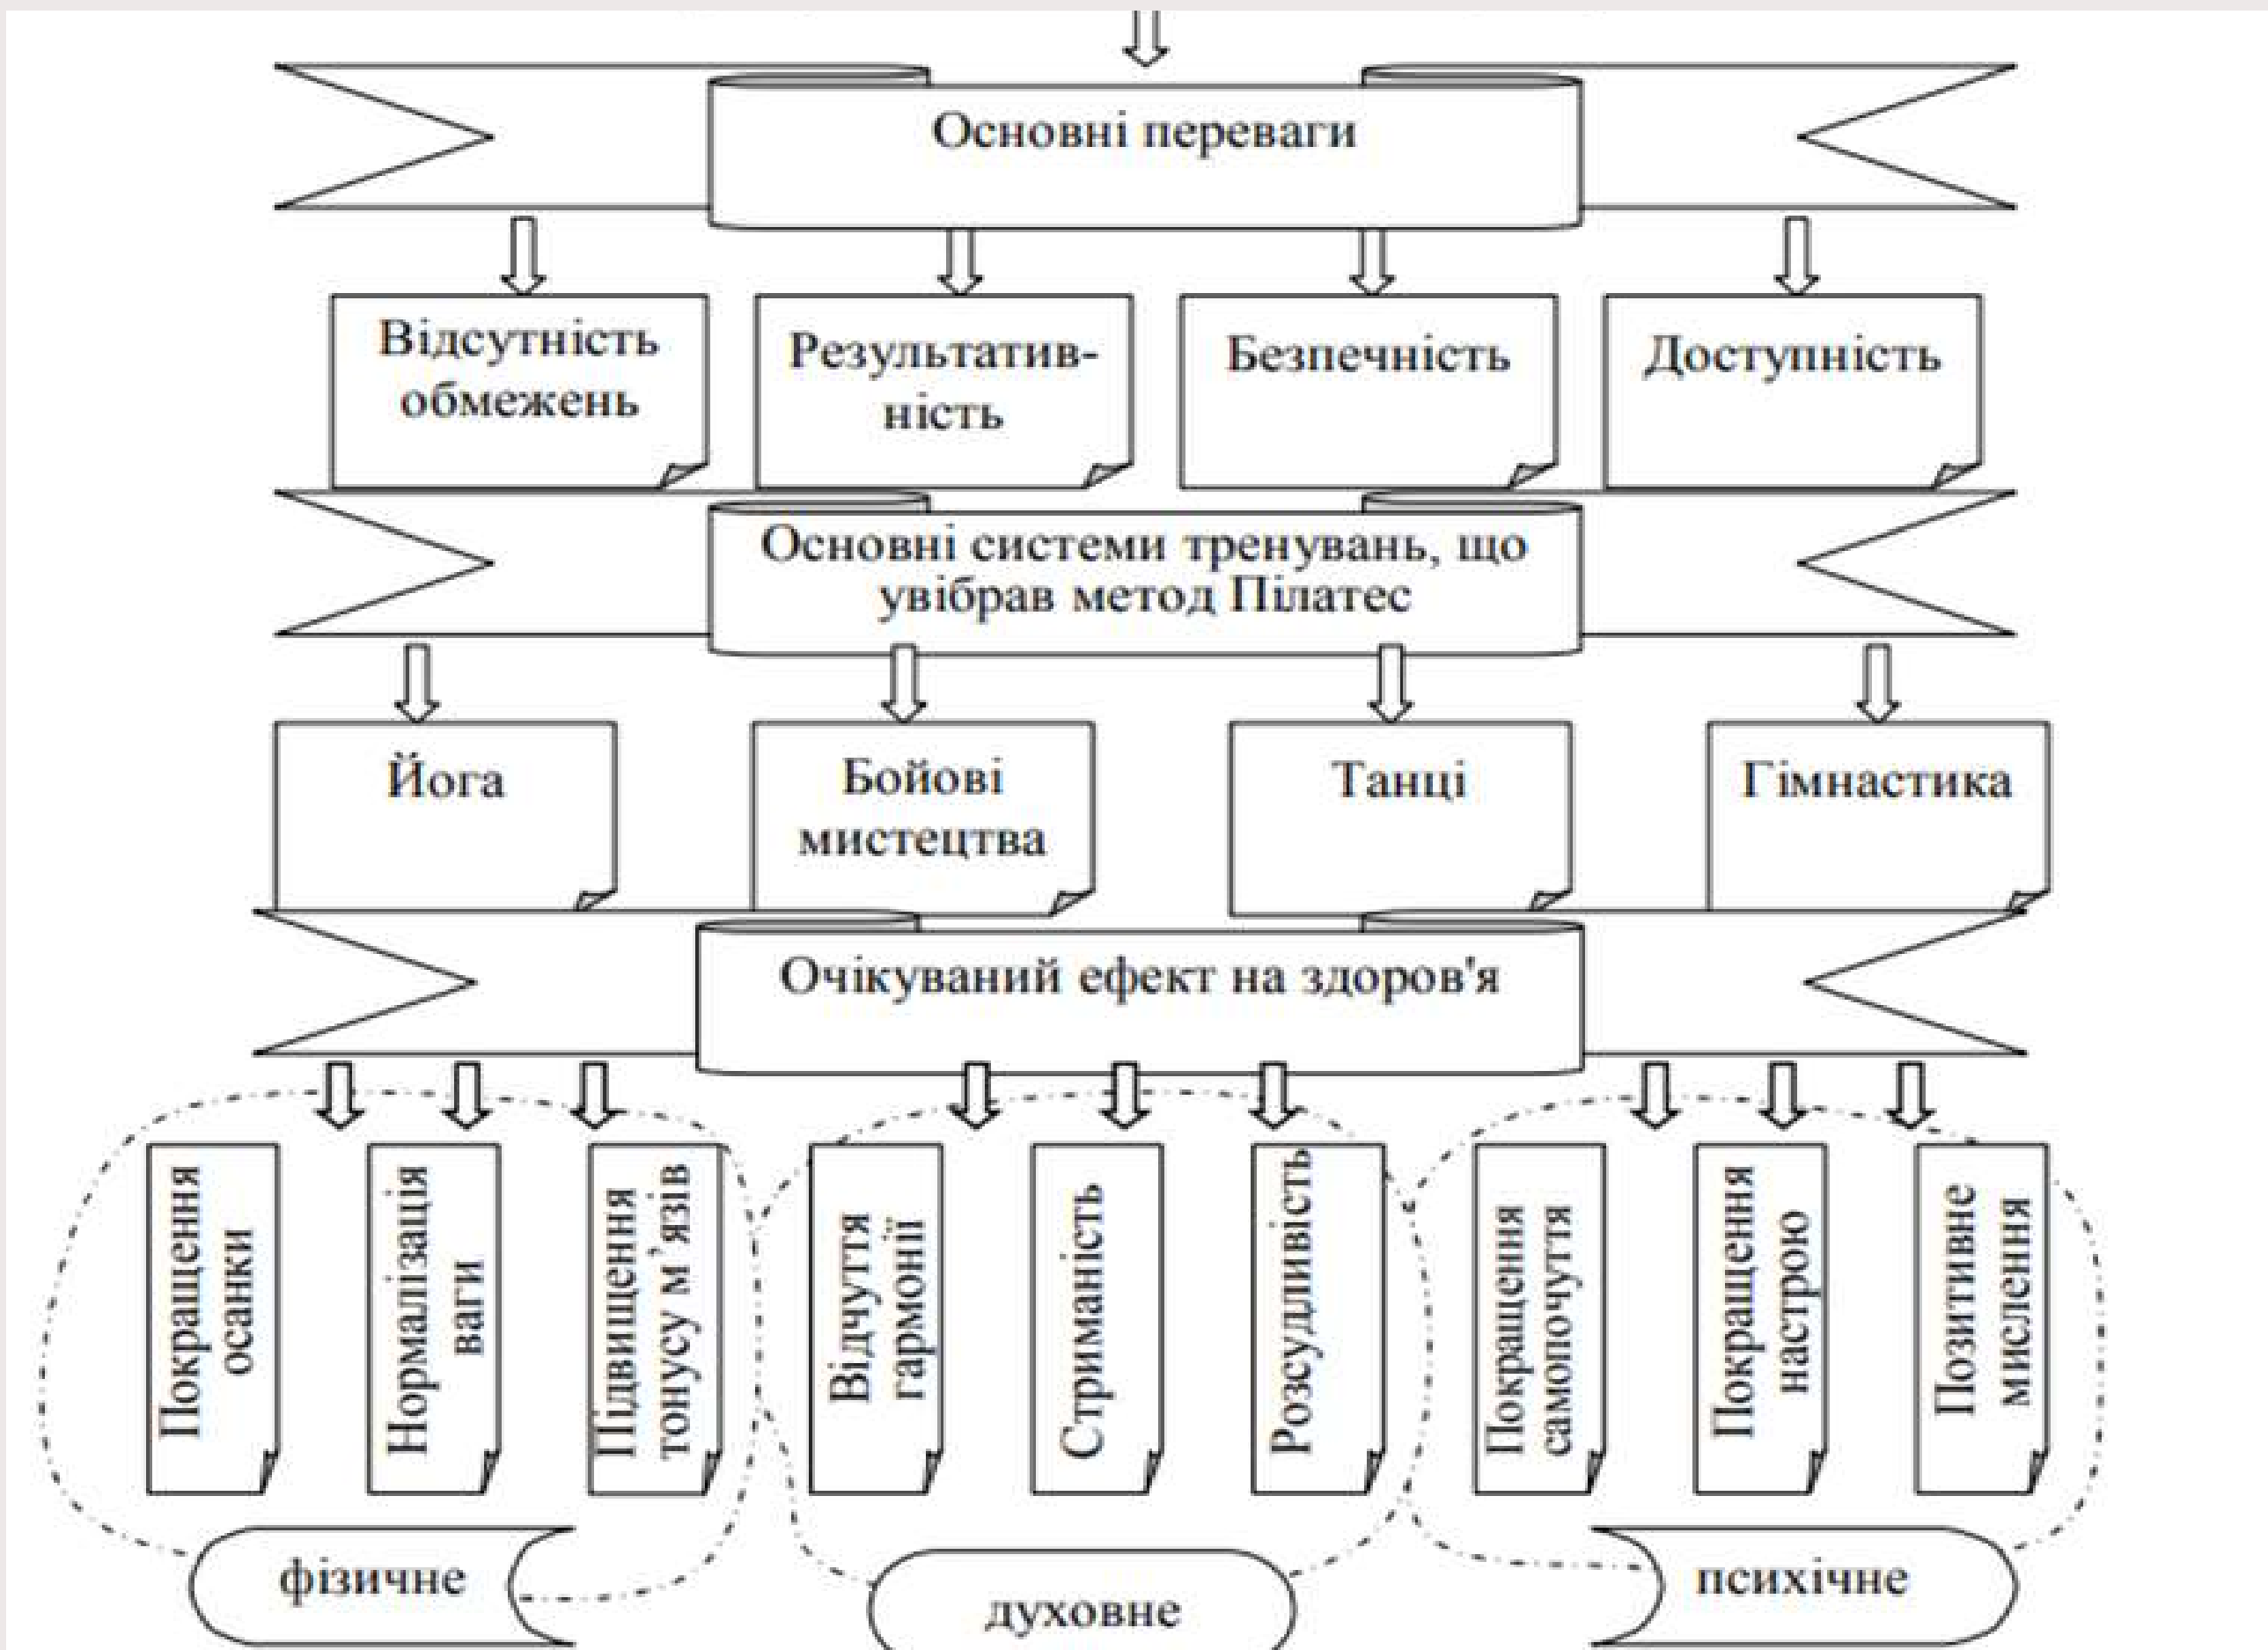 Основні переваги
Відсутність
обмежень
Результатив-
ність
Безпечність
Доступність
Основні системи тренувань, що
увібрав метод Пілатес
Йога
Бойові
мистецтва
Танці
Гімнастика
Очікуваний ефект на здоров'я
Покращення
осанки
Нормалізація
ваги
Підвищення
тонусу м’язів
Відчуття
гармонії
Стриманість
Розсудливість
Покращення
самопочуття
Покращення
настрою
Позитивне
мислення
фізичне
духовне
психічне